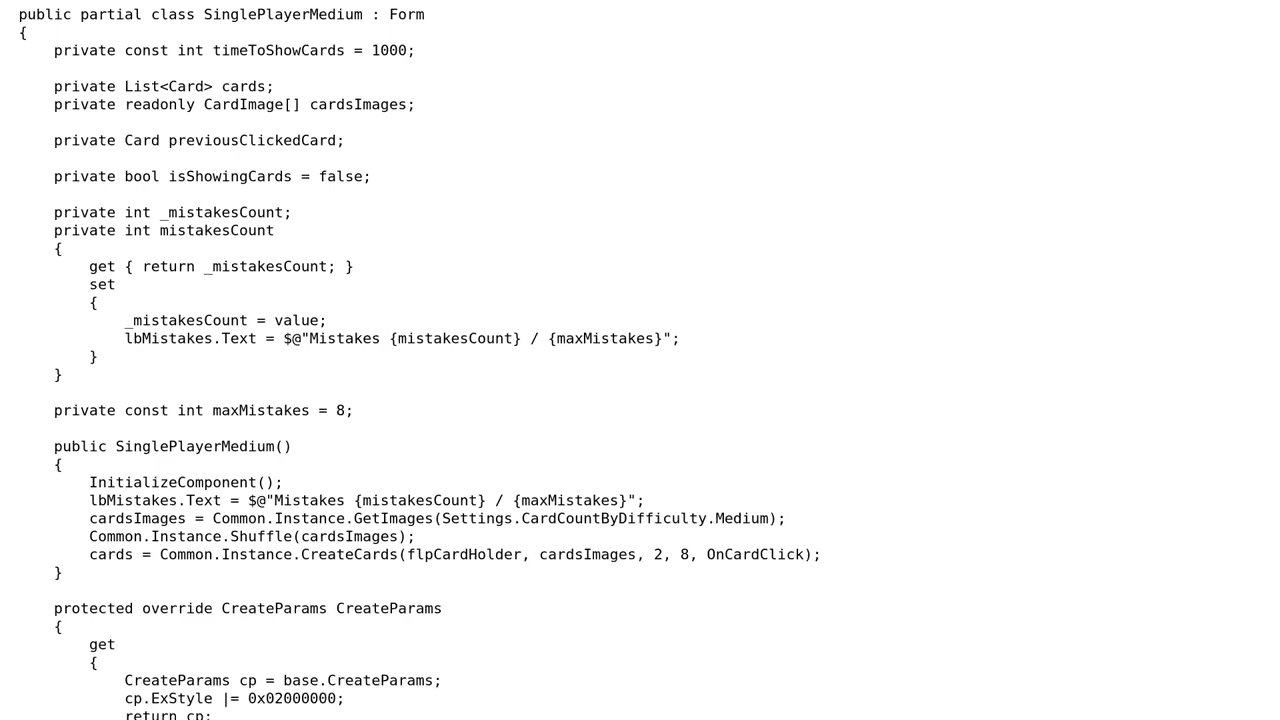 public partial class SinglePlayerMedium : Form
{
    private const int timeToShowCards = 1000;

    private List<Card> cards;
    private readonly CardImage[] cardsImages;

    private Card previousClickedCard;

    private bool isShowingCards = false;

    private int _mistakesCount;
    private int mistakesCount
    {
        get { return _mistakesCount; }
        set
        {
            _mistakesCount = value;
            lbMistakes.Text = $@"Mistakes {mistakesCount} / {maxMistakes}";
        }
    }

    private const int maxMistakes = 8;

    public SinglePlayerMedium()
    {
        InitializeComponent();
        lbMistakes.Text = $@"Mistakes {mistakesCount} / {maxMistakes}";
        cardsImages = Common.Instance.GetImages(Settings.CardCountByDifficulty.Medium);
        Common.Instance.Shuffle(cardsImages);
        cards = Common.Instance.CreateCards(flpCardHolder, cardsImages, 2, 8, OnCardClick);
    }

    protected override CreateParams CreateParams
    {
        get
        {
            CreateParams cp = base.CreateParams;
            cp.ExStyle |= 0x02000000;
            return cp;